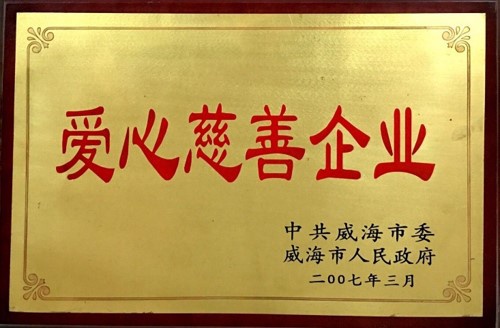 爱心慈善企业
中共威海市委
威海市人民政府
二00七年三月